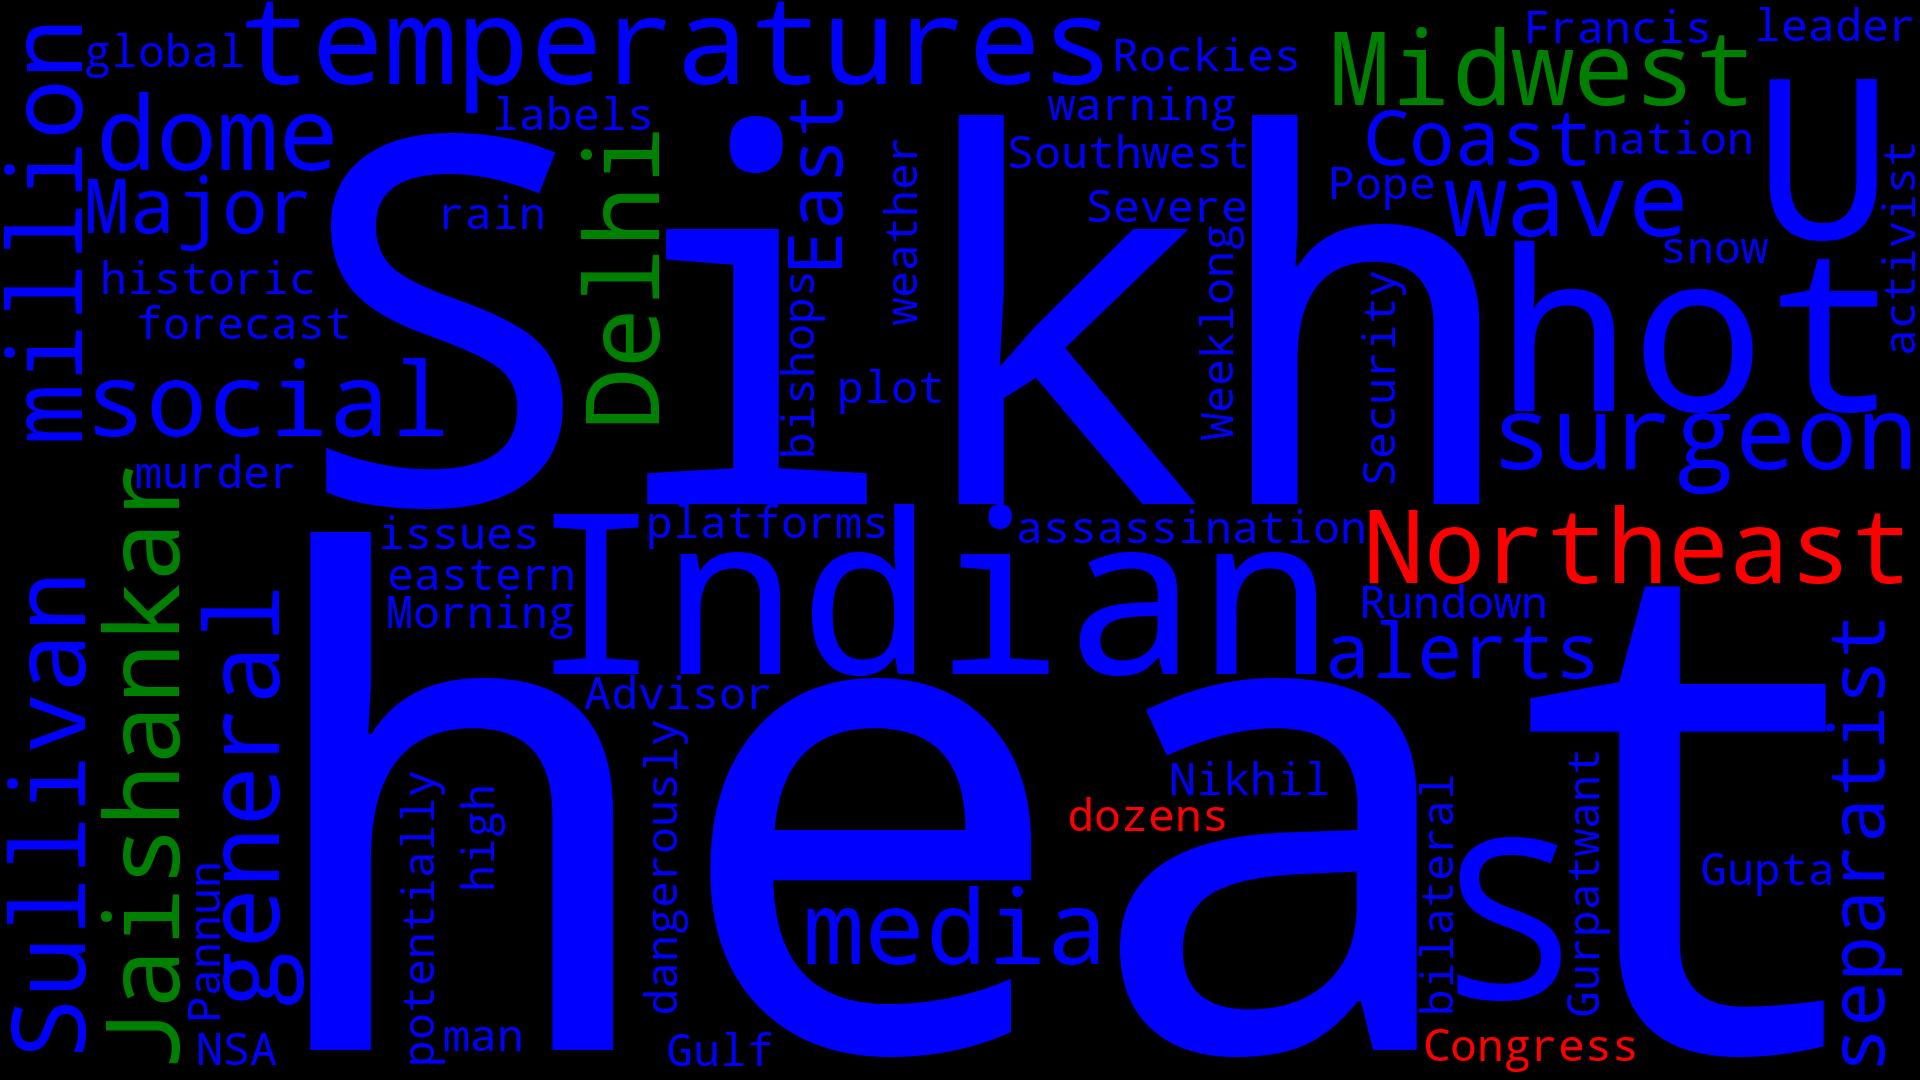 temperatures
global
million
Rockies
Francis
leader
Midwest
U
dome
labels
East
warning
Coast
nation
Southwest
Delhi
weather
activist
Major
rain
Sikh
Pope
wave
Severe
snow
historic
forecast
bishops
Weeklong
Security
hot
social
plot
surgeon
murder
Jaishankar
issues
Indian
platforms
assassination
Northeast
eastern
Morning
Rundown
alerts
Sullivan
general
heat
Advisor
separatist
dangerously
Nikhil
dozens
potentially
high
bilateral
s
Gurpatwant
Gupta
Pannun
media
NSA
man
Gulf
Congress